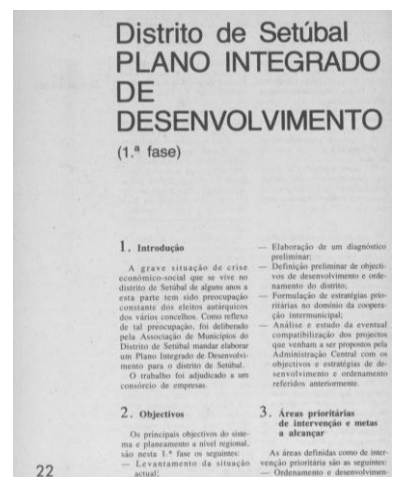 Distrito de Setúbal
PLANO INTEGRADO
DE
DESENVOLVIMENTO
(1.ª fase)
1. Introdução
A grave situação de crise
económico-social que se vive no
distrito de Setúbal de alguns anos a
esta parte tem sido preocupação
constante dos eleitos autárquicos
dos vários concelhos. Como reflexo
de tal preocupação, foi deliberado
pela Associação de Municípios do
Distrito de Setúbal mandar elaborar
um Plano Integrado de Desenvolvi-
mento para o distrito de Setúbal.
O trabalho foi adjudicado a um
consórcio de empresas.
2. Objectivos
Os principais objectivos do siste-
ma e planeamento a nível regional,
são nesta 1.ª fase os seguintes:
— Levantamento da situação
actual;
— Elaboração de um diagnóstico
preliminar;
— Definição preliminar de objecti-
vos de desenvolvimento e orde-
namento do distrito;
— Formulação de estratégias prio-
ritárias no domínio da coopera-
ção intermunicipal;
— Análise e estudo da eventual
compatibilização dos projectos
que venham a ser propostos pela
Administração Central com os
objectivos e estratégias de de-
senvolvimento e ordenamento
referidos anteriormente.
3. Áreas prioritárias
de intervenção e metas
a alcançar
As áreas definidas como de inter-
venção prioritária são as seguintes:
— Ordenamento e desenvolvimen-
22